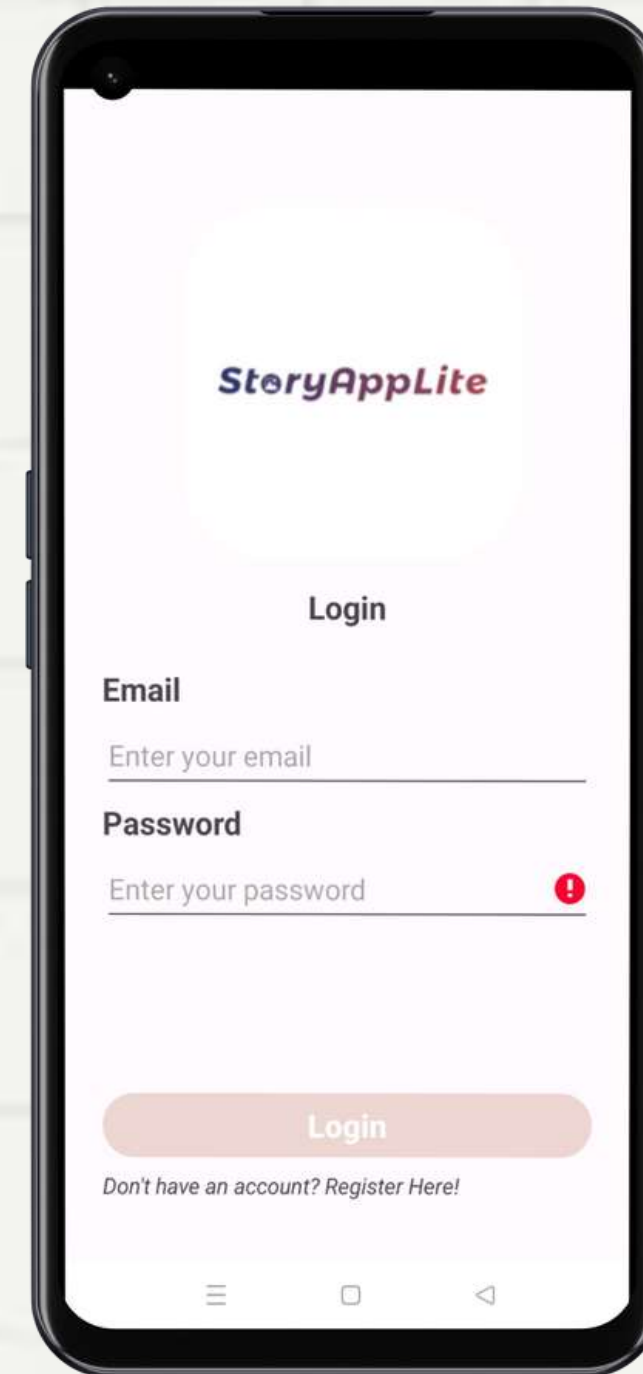 StoryAppLite
Login
Email
Enter your email
Password
Enter your password
Login
Don't have an account? Register Here!